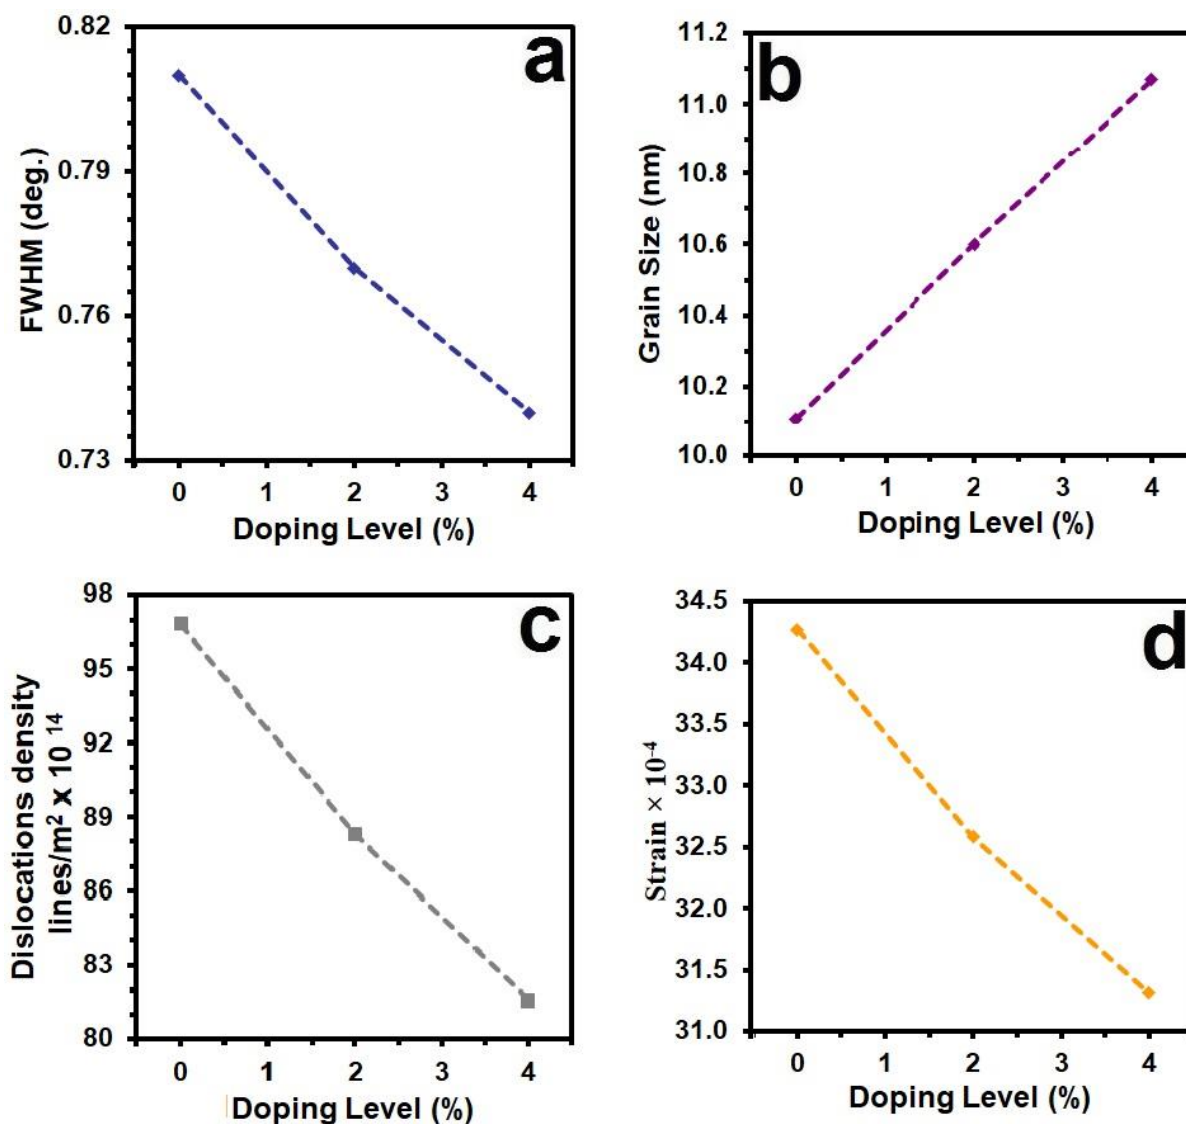 a
0.82
0.79
0.76
0.73
FWHM (deg.)
0 1 2 3 4
Doping Level (%)
b
11.2
11.0
10.8
10.6
10.4
10.2
10.0
Grain Size (nm)
0 1 2 3 4
Doping Level (%)
c
98
95
92
89
86
83
80
Dislocations density
lines/m² x 10 ¹⁴
0 1 2 3 4
Doping Level (%)
d
34.5
34.0
33.5
33.0
32.5
32.0
31.5
31.0
Strain × 10⁻⁴
0 1 2 3 4
Doping Level (%)